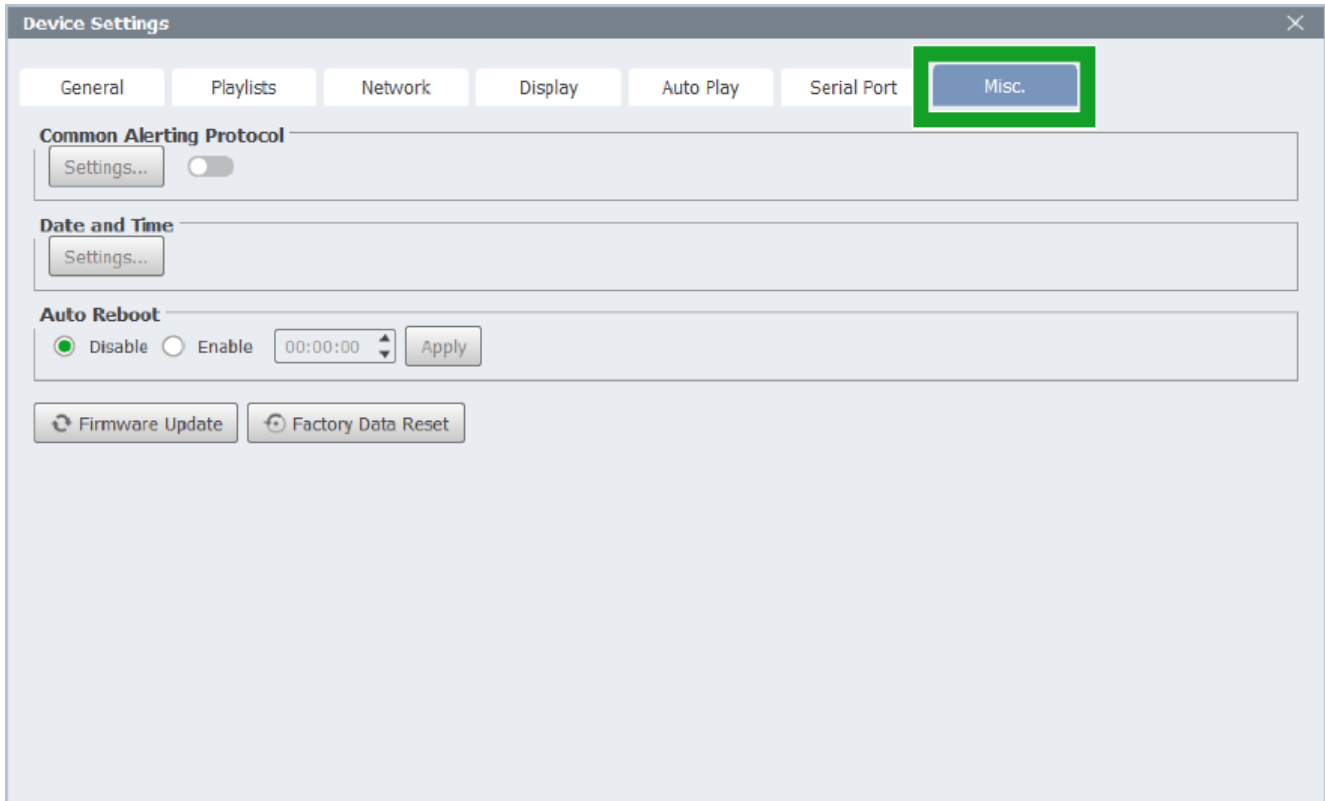 Device Settings
General Playlists Network Display Auto Play Serial Port Misc.
Common Alerting Protocol
Settings...
Date and Time
Settings...
Auto Reboot
Disable Enable 00:00:00 Apply
Firmware Update Factory Data Reset